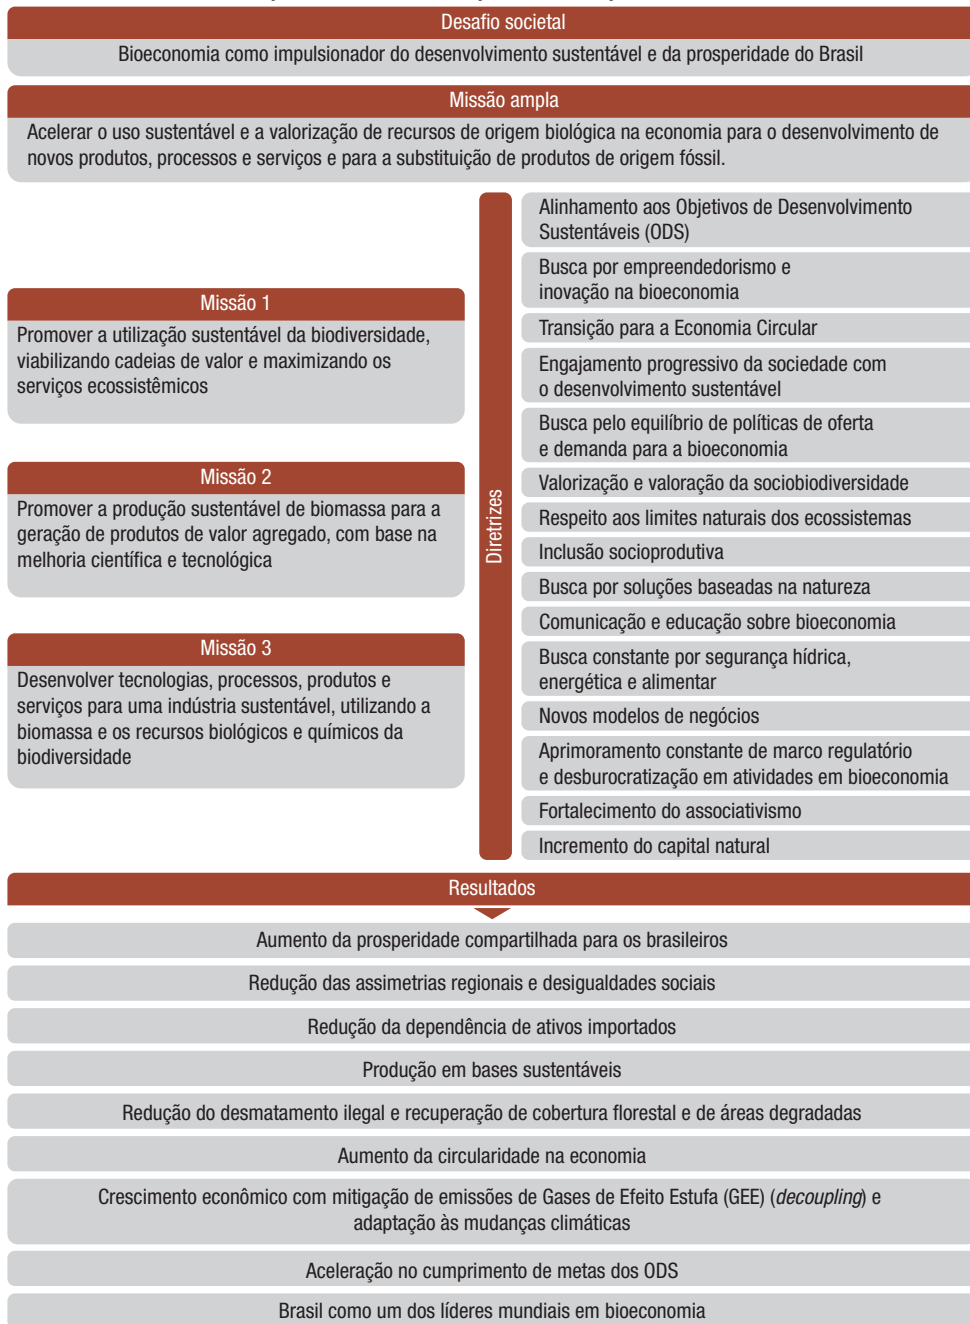 Desafio societal
Bioeconomia como impulsionador do desenvolvimento sustentável e da prosperidade do Brasil
Missão ampla
Acelerar o uso sustentável e a valorização de recursos de origem biológica na economia para o desenvolvimento de
novos produtos, processos e serviços e para a substituição de produtos de origem fóssil.
Missão 1
Promover a utilização sustentável da biodiversidade,
viabilizando cadeias de valor e maximizando os
serviços ecossistêmicos
Missão 2
Promover a produção sustentável de biomassa para a
geração de produtos de valor agregado, com base na
melhoria científica e tecnológica
Missão 3
Desenvolver tecnologias, processos, produtos e
serviços para uma indústria sustentável, utilizando a
biomassa e os recursos biológicos e químicos da
biodiversidade
Diretrizes
Alinhamento aos Objetivos de Desenvolvimento
Sustentáveis (ODS)
Busca por empreendedorismo e
inovação na bioeconomia
Transição para a Economia Circular
Engajamento progressivo da sociedade com
o desenvolvimento sustentável
Busca pelo equilíbrio de políticas de oferta
e demanda para a bioeconomia
Valorização e valoração da sociobiodiversidade
Respeito aos limites naturais dos ecossistemas
Inclusão socioprodutiva
Busca por soluções baseadas na natureza
Comunicação e educação sobre bioeconomia
Busca constante por segurança hídrica,
energética e alimentar
Novos modelos de negócios
Aprimoramento constante de marco regulatório
e desburocratização em atividades em bioeconomia
Fortalecimento do associativismo
Incremento do capital natural
Resultados
Aumento da prosperidade compartilhada para os brasileiros
Redução das assimetrias regionais e desigualdades sociais
Redução da dependência de ativos importados
Produção em bases sustentáveis
Redução do desmatamento ilegal e recuperação de cobertura florestal e de áreas degradadas
Aumento da circularidade na economia
Crescimento econômico com mitigação de emissões de Gases de Efeito Estufa (GEE) (decoupling) e
adaptação às mudanças climáticas
Aceleração no cumprimento de metas dos ODS
Brasil como um dos líderes mundiais em bioeconomia